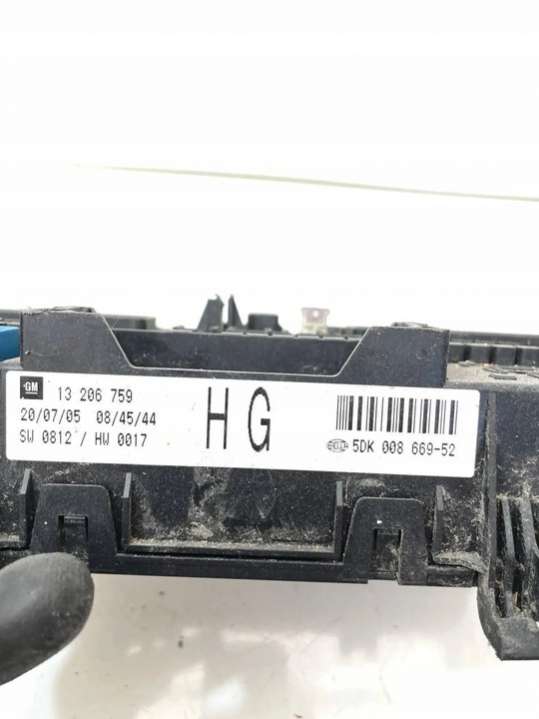 GM
13 206 759
20/07/05 08/45/44
SW 0812 / HW 0017
HG
5DK 008 669-52